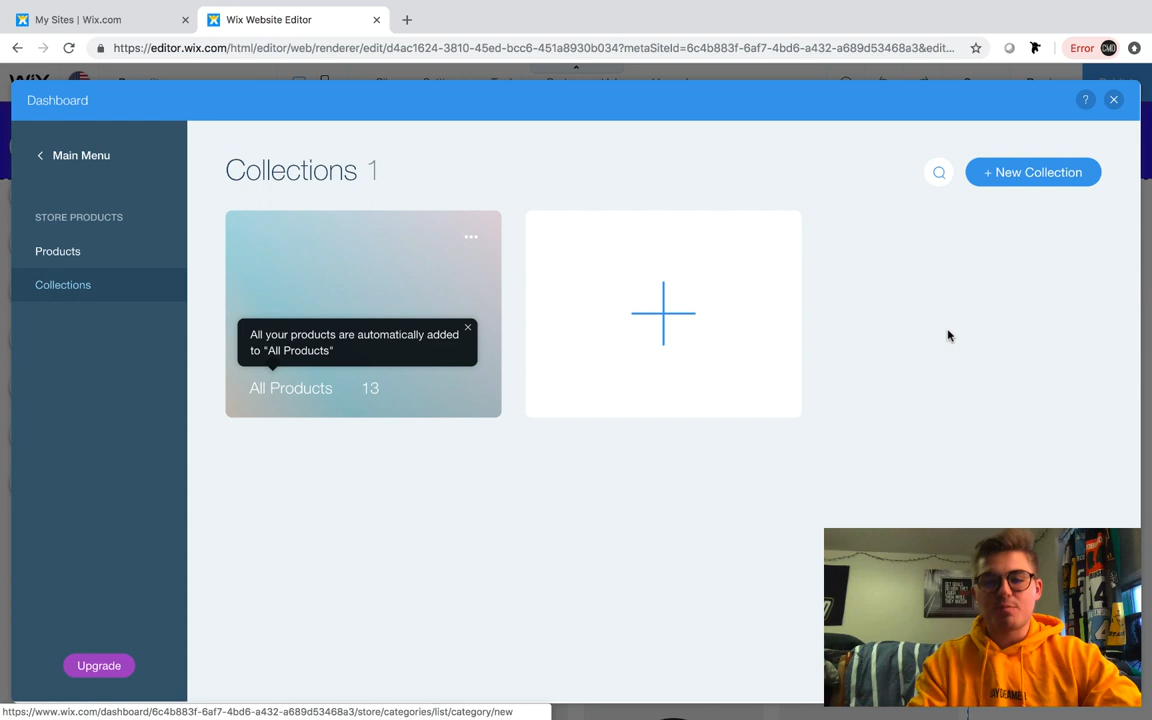 My Sites | Wix.com
Wix Website Editor
https://editor.wix.com/html/editor/web/renderer/edit/d4ac1624-3810-45ed-bcc6-451a8930b034?metaSiteId=6c4b883f-6af7-4bd6-a432-a689d53468a3&edit...
Error CMD
WiX
Dashboard
?
Main Menu
Collections 1
+ New Collection
STORE PRODUCTS
Products
Collections
All your products are automatically added
to "All Products"
All Products 13
Upgrade
https://www.wix.com/dashboard/6c4b883f-6af7-4bd6-a432-a689d53468a3/store/categories/list/category/new